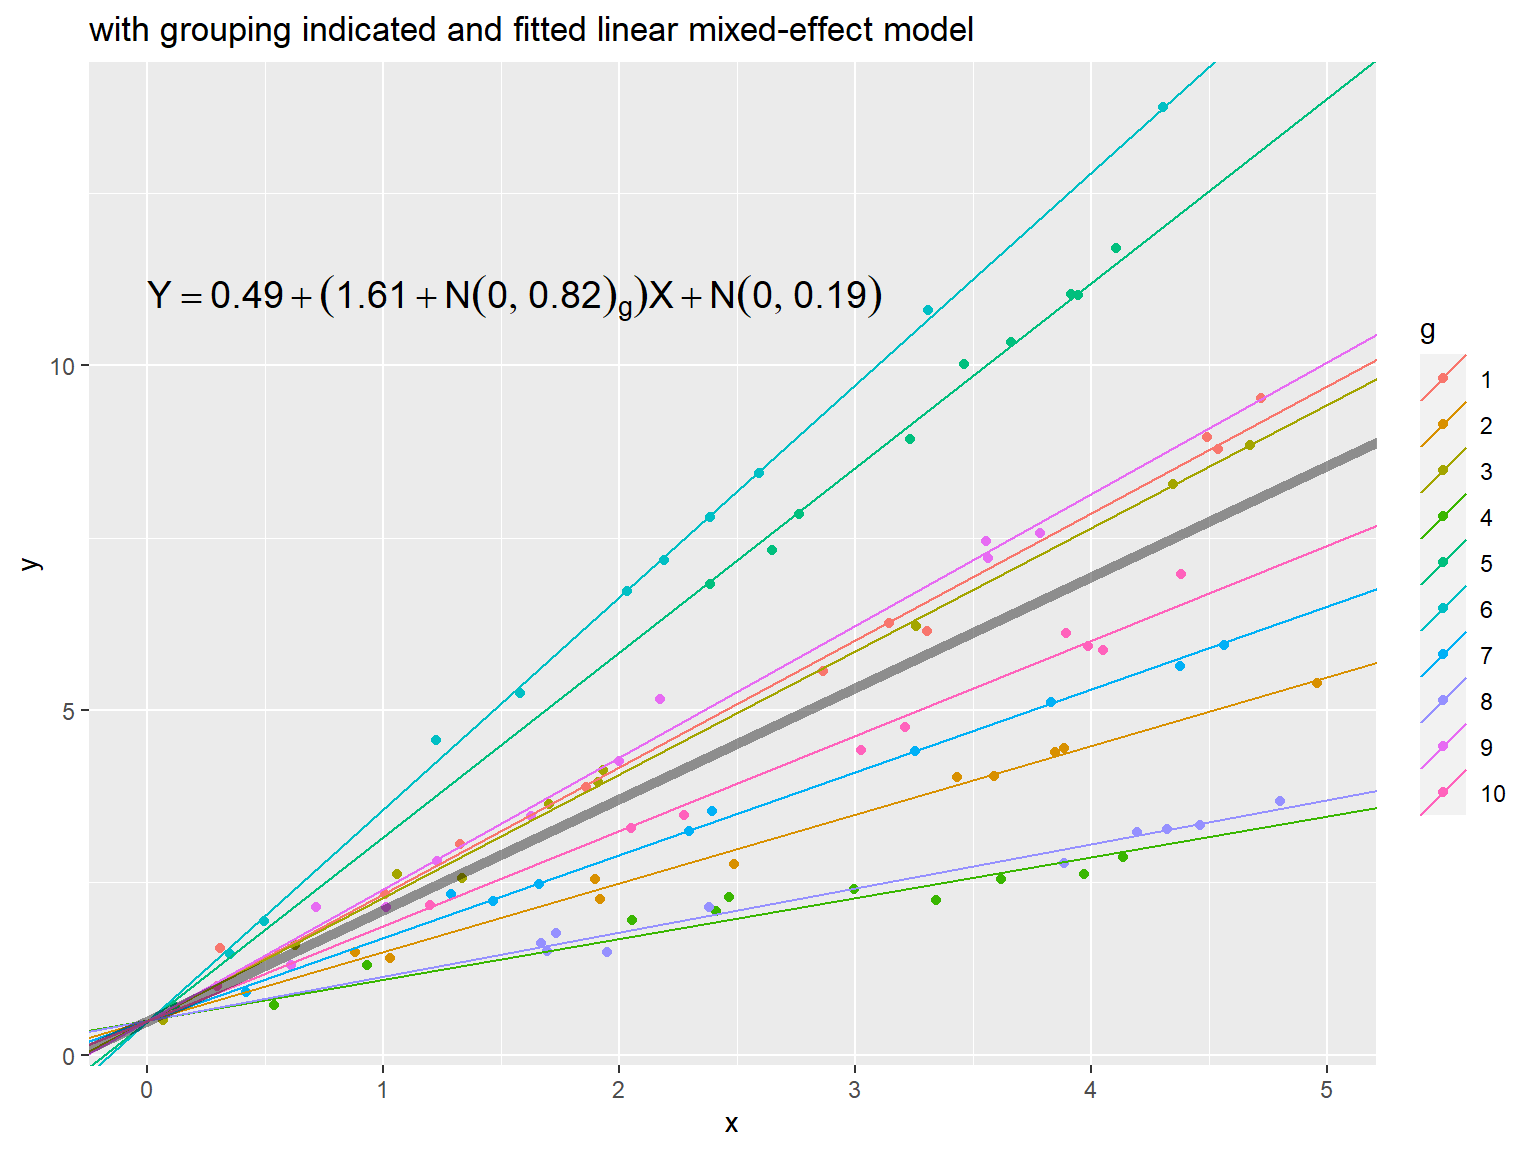 with grouping indicated and fitted linear mixed-effect model
Y = 0.49 + (1.61 + N(0, 0.82)g)X + N(0, 0.19)
10
5
0
y
0 1 2 3 4 5
x
g
1
2
3
4
5
6
7
8
9
10